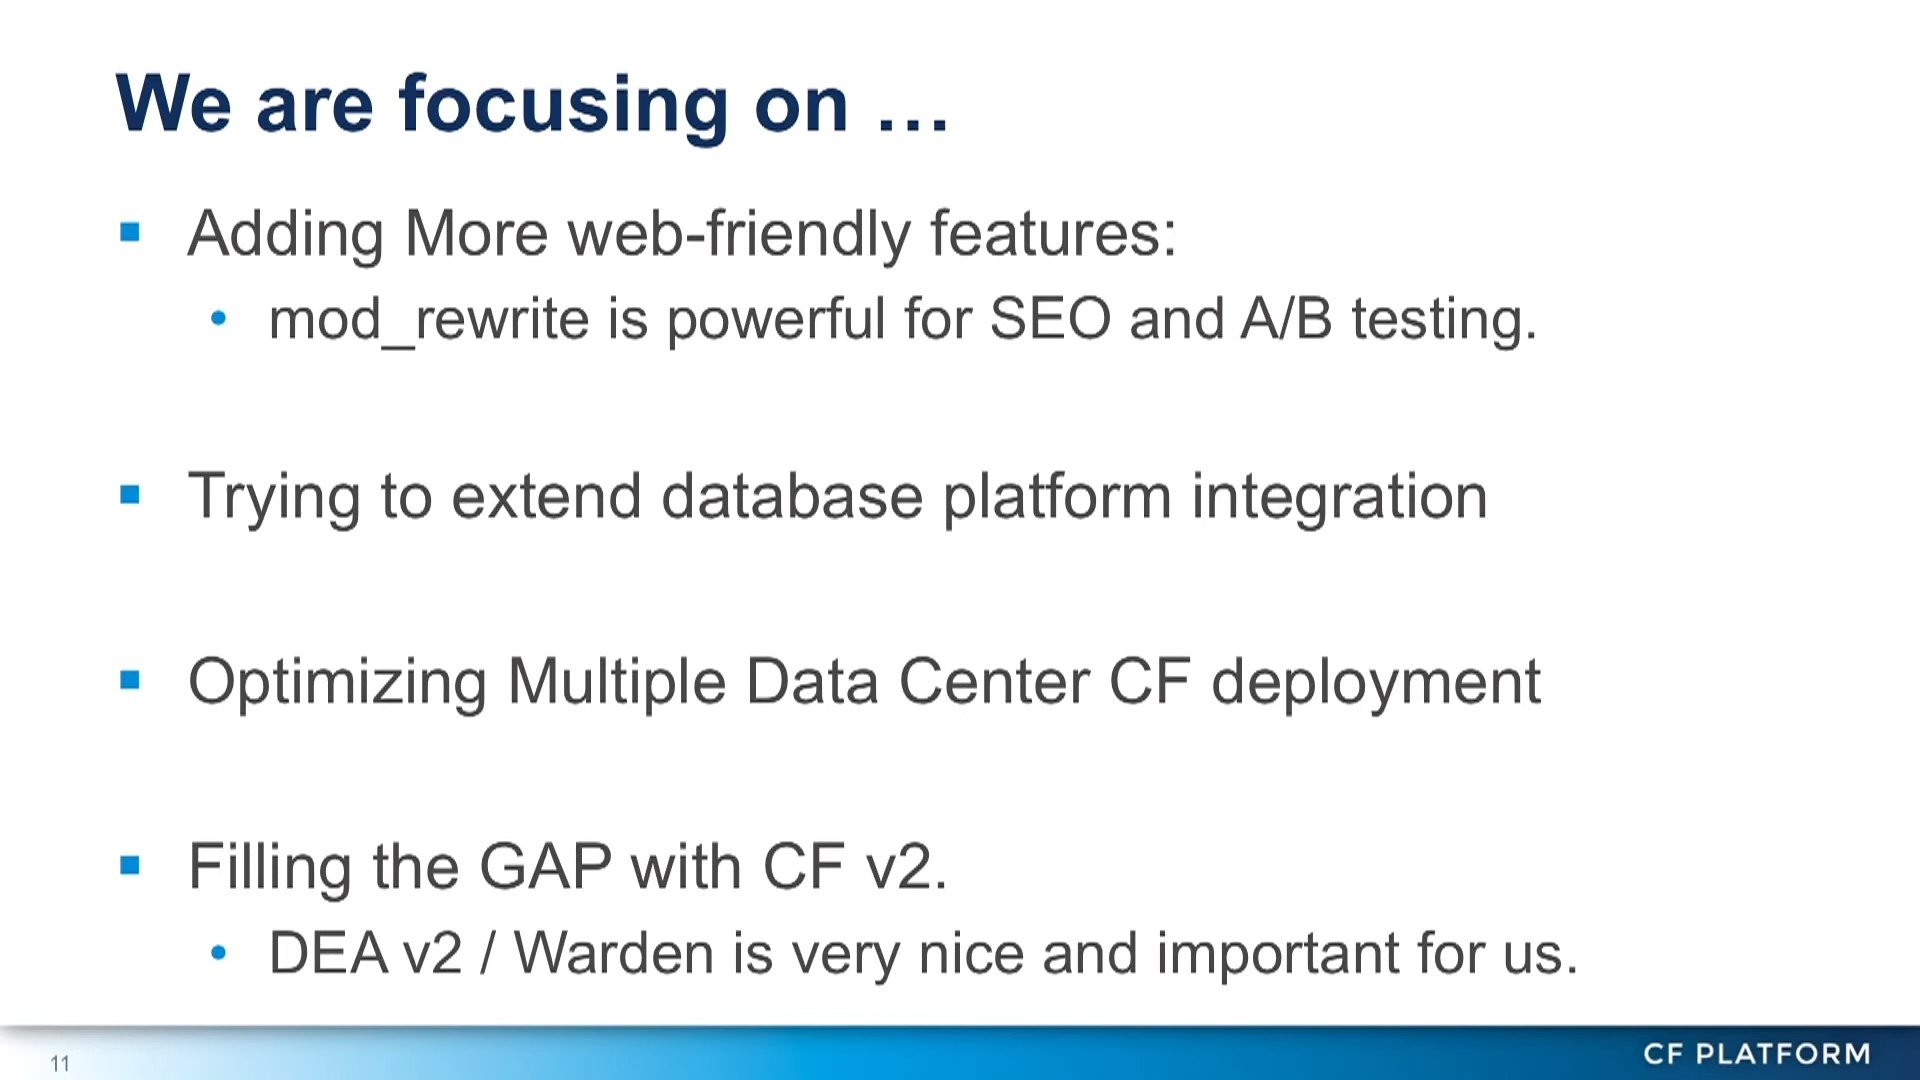 We are focusing on …
Adding More web-friendly features:
mod_rewrite is powerful for SEO and A/B testing.
Trying to extend database platform integration
Optimizing Multiple Data Center CF deployment
Filling the GAP with CF v2.
DEA v2 / Warden is very nice and important for us.
11
CF PLATFORM